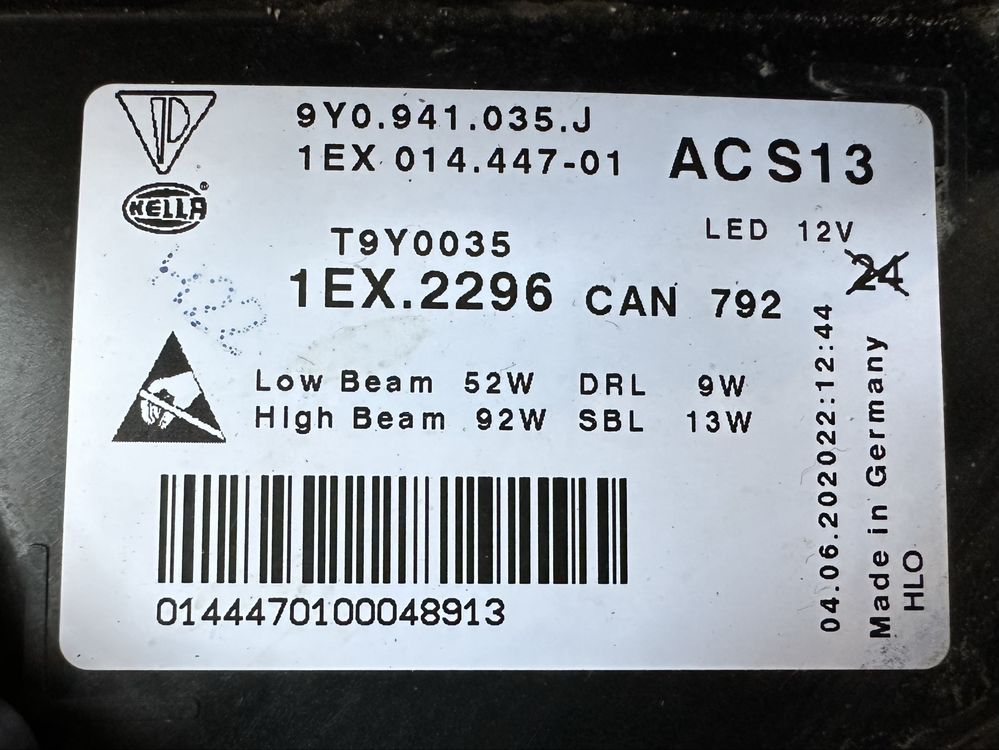 9Y0.941.035.J
1EX 014.447-01
ACS13
HELLA
T9Y0035
LED 12V
24
1EX.2296 CAN 792
Low Beam 52W DRL 9W
High Beam 92W SBL 13W
0144470100048913
04.06.202022:12:44
Made in Germany
HLO